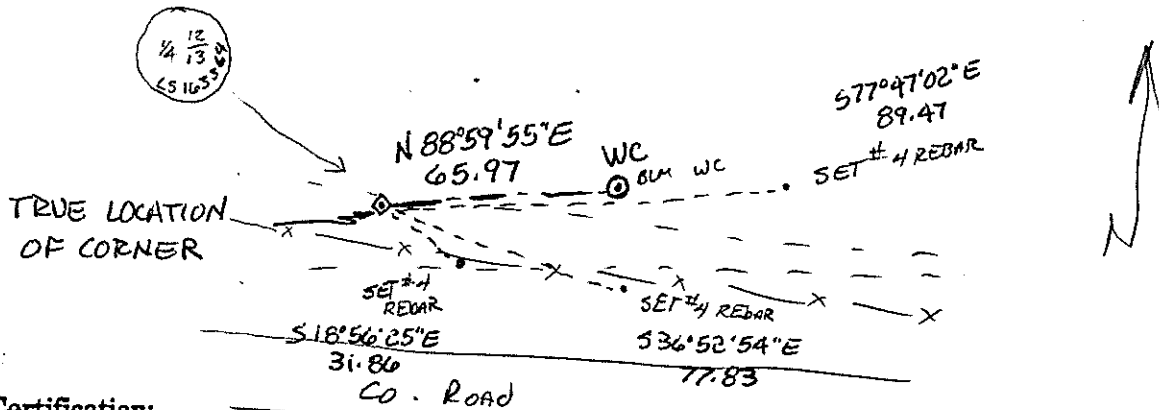 1/4 12
13
LS 163364
S77°47'02"E
89.47
SET #4 REBAR
N 88°59'55"E
65.97
WC
BLM WC
TRUE LOCATION
OF CORNER
SET #4
REBAR
S18°56'25"E
31.86
SET #4 REBAR
S36°52'54"E
77.83
Co. ROAD
N
Certification: